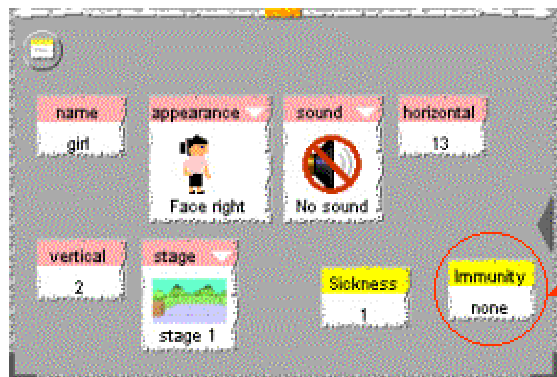 name
girl
appearance
Face right
sound
No sound
horizontal
13
vertical
2
stage
stage 1
Sickness
1
Immunity
none